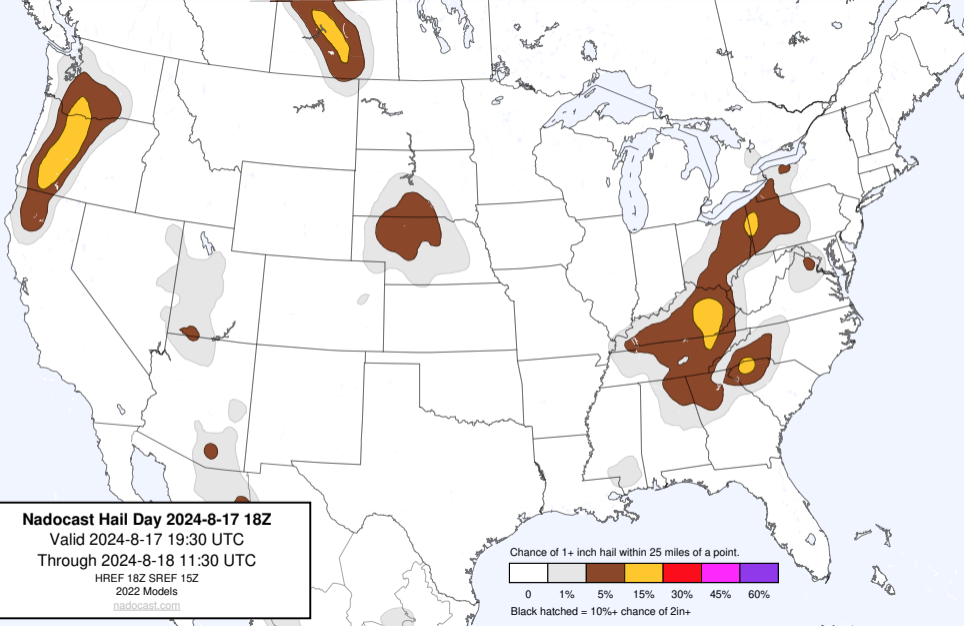 Nadocast Hail Day 2024-8-17 18Z
Valid 2024-8-17 19:30 UTC
Through 2024-8-18 11:30 UTC
HREF 18Z SREF 15Z
2022 Models
nadocast.com
Chance of 1+ inch hail within 25 miles of a point.
0 1% 5% 15% 30% 45% 60%
Black hatched = 10%+ chance of 2in+